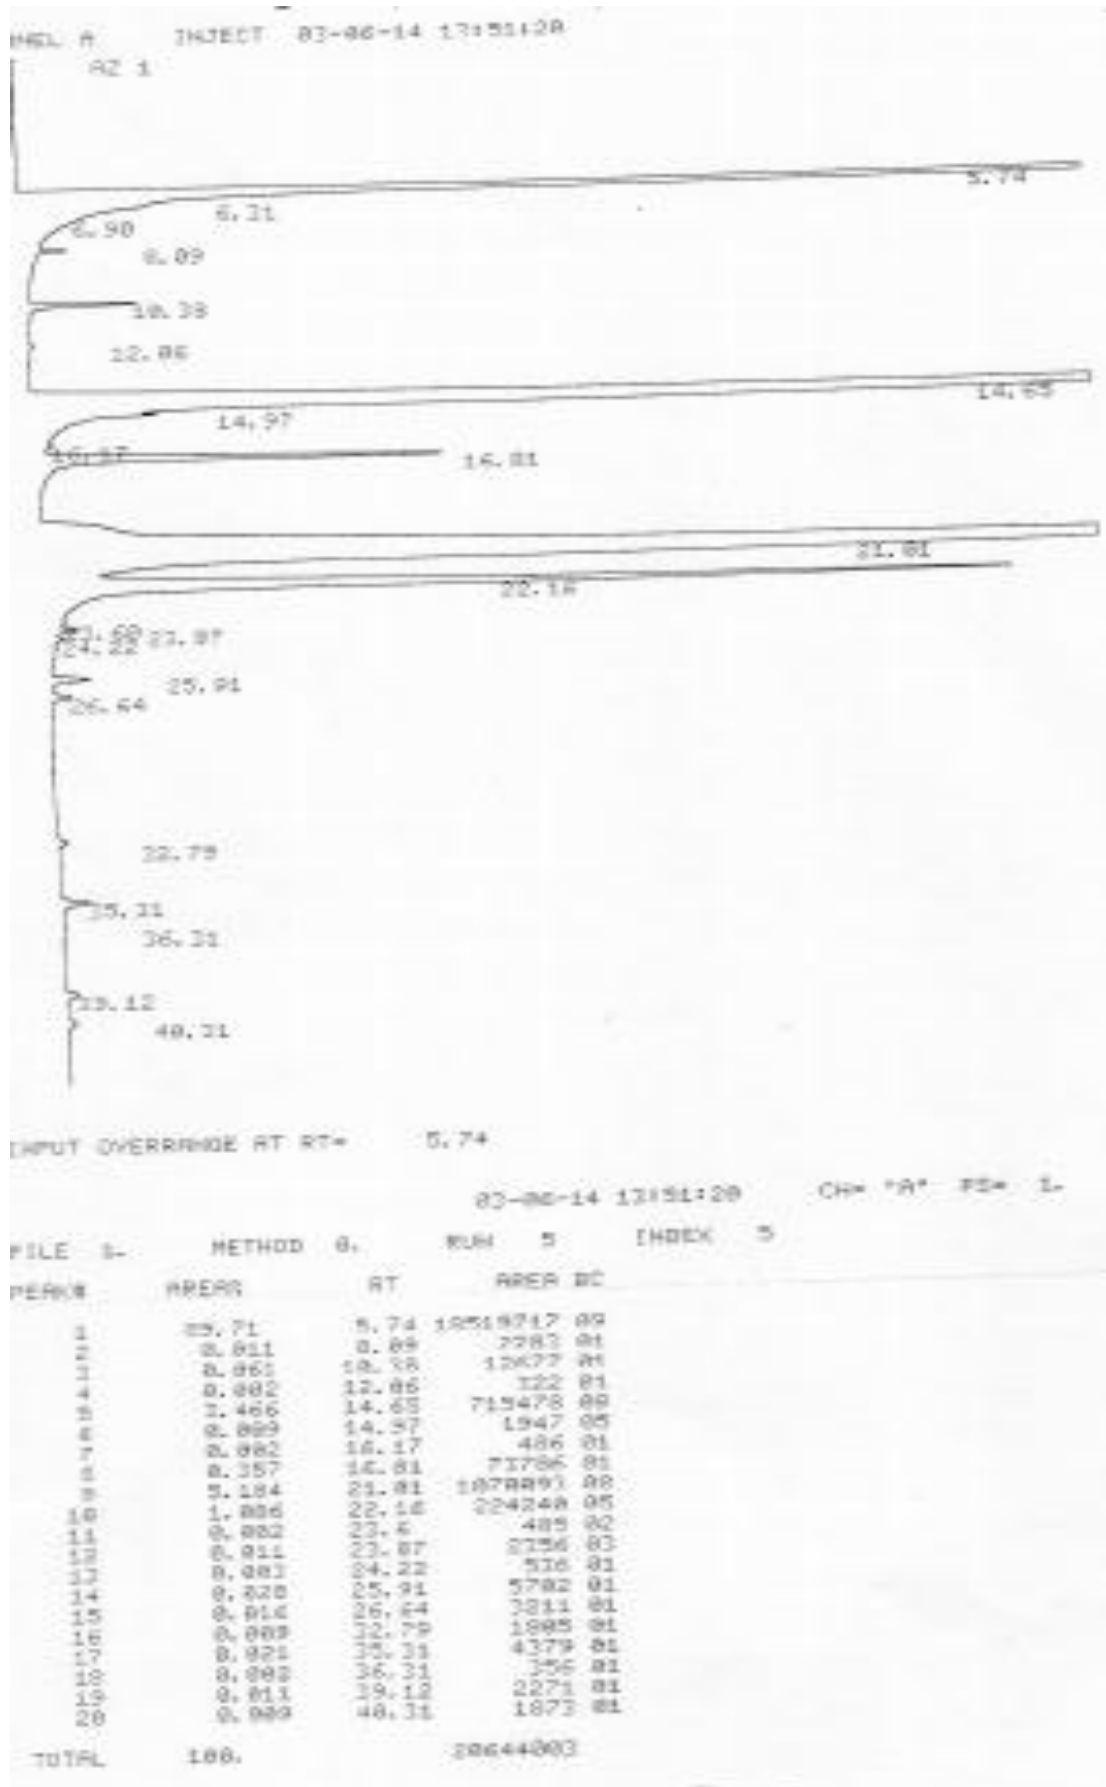 NEL A INJECT 03-06-14 13:51:20
AZ 1
5.74
6.31
6.90
8.09
10.38
12.06
14.65
14.97
16.17
16.81
21.01
22.16
23.87
24.22
25.91
26.64
32.79
35.31
36.31
39.12
40.31
INPUT OVERRANGE AT RT= 5.74
03-06-14 13:51:20 CH= "A" PS= 1.
FILE 1. METHOD 0. RUN 5 INDEX 5
PEAK# AREA% RT AREA BC
1 89.71 5.74 18519717 09
2 0.011 8.09 2283 01
3 0.061 10.38 12677 01
4 0.002 12.06 322 01
5 3.466 14.65 715478 08
6 0.009 14.97 1947 05
7 0.002 16.17 486 01
8 0.357 16.81 73786 01
9 5.184 21.01 1070093 08
10 1.086 22.16 224240 05
11 0.002 23.6 485 02
12 0.011 23.87 2356 03
13 0.003 24.22 536 01
14 0.028 25.91 5702 01
15 0.016 26.64 3211 01
16 0.009 32.79 1805 01
17 0.021 35.31 4379 01
18 0.002 36.31 356 01
19 0.011 39.12 2271 01
20 0.009 40.31 1873 01
TOTAL 100. 20644003